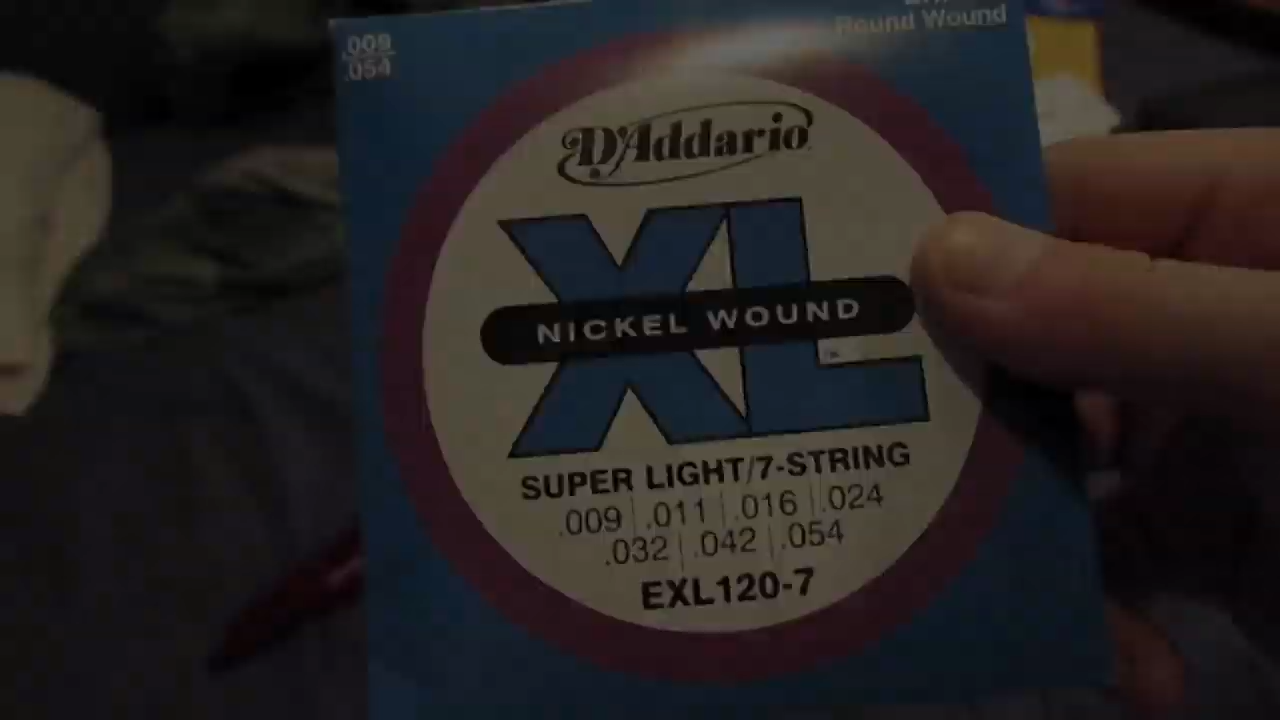 .009
.054
Round Wound
D'Addario
XL
NICKEL WOUND
SUPER LIGHT/7-STRING
.009 .011 .016 .024
.032 .042 .054
EXL120-7